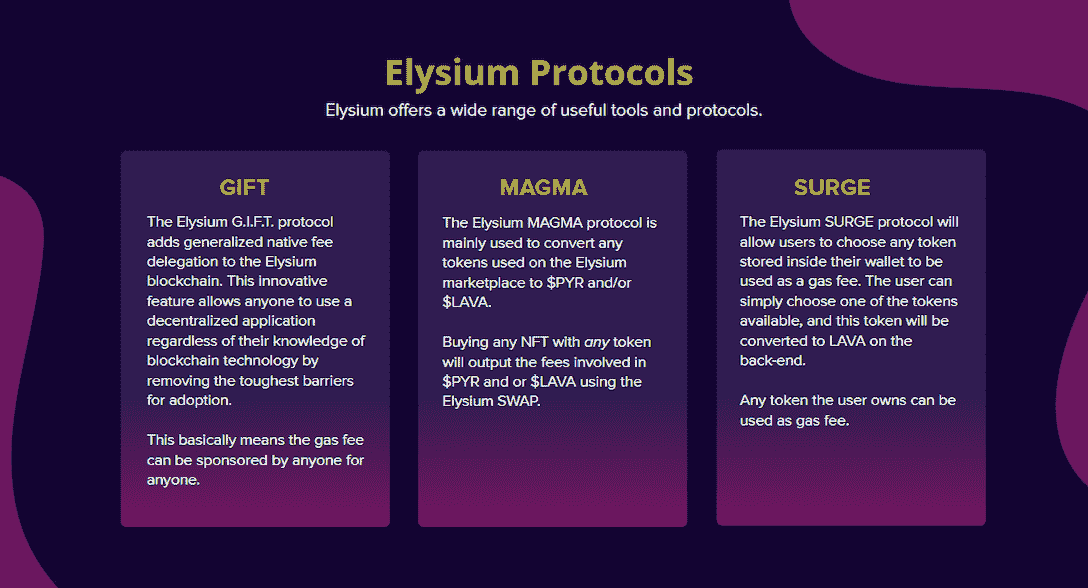 Elysium Protocols
Elysium offers a wide range of useful tools and protocols.
GIFT
The Elysium G.I.F.T. protocol
adds generalized native fee
delegation to the Elysium
blockchain. This innovative
feature allows anyone to use a
decentralized application
regardless of their knowledge of
blockchain technology by
removing the toughest barriers
for adoption.
This basically means the gas fee
can be sponsored by anyone for
anyone.
MAGMA
The Elysium MAGMA protocol is
mainly used to convert any
tokens used on the Elysium
marketplace to $PYR and/or
$LAVA.
Buying any NFT with any token
will output the fees involved in
$PYR and or $LAVA using the
Elysium SWAP.
SURGE
The Elysium SURGE protocol will
allow users to choose any token
stored inside their wallet to be
used as a gas fee. The user can
simply choose one of the tokens
available, and this token will be
converted to LAVA on the
back-end.
Any token the user owns can be
used as gas fee.